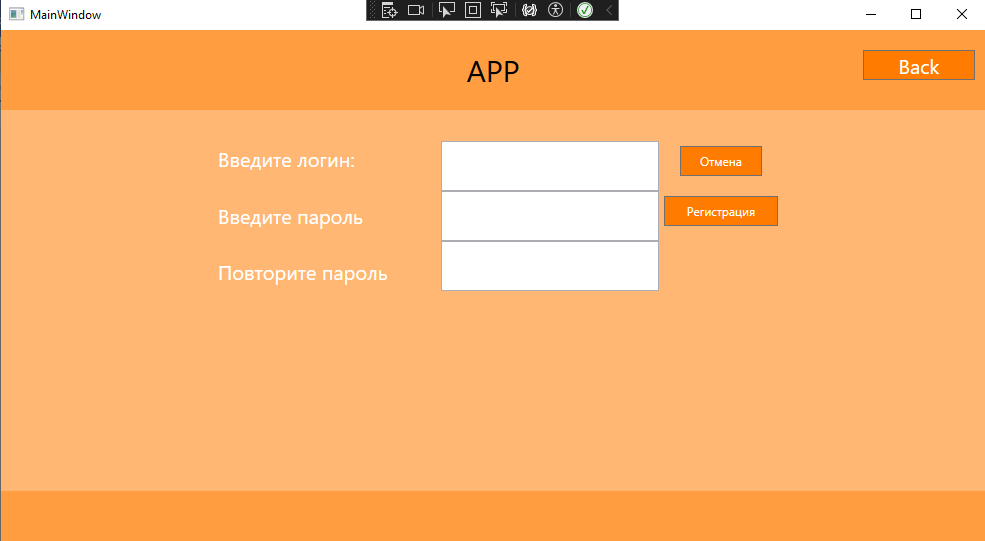 MainWindow
APP
Back
Введите логин:
Отмена
Введите пароль
Регистрация
Повторите пароль